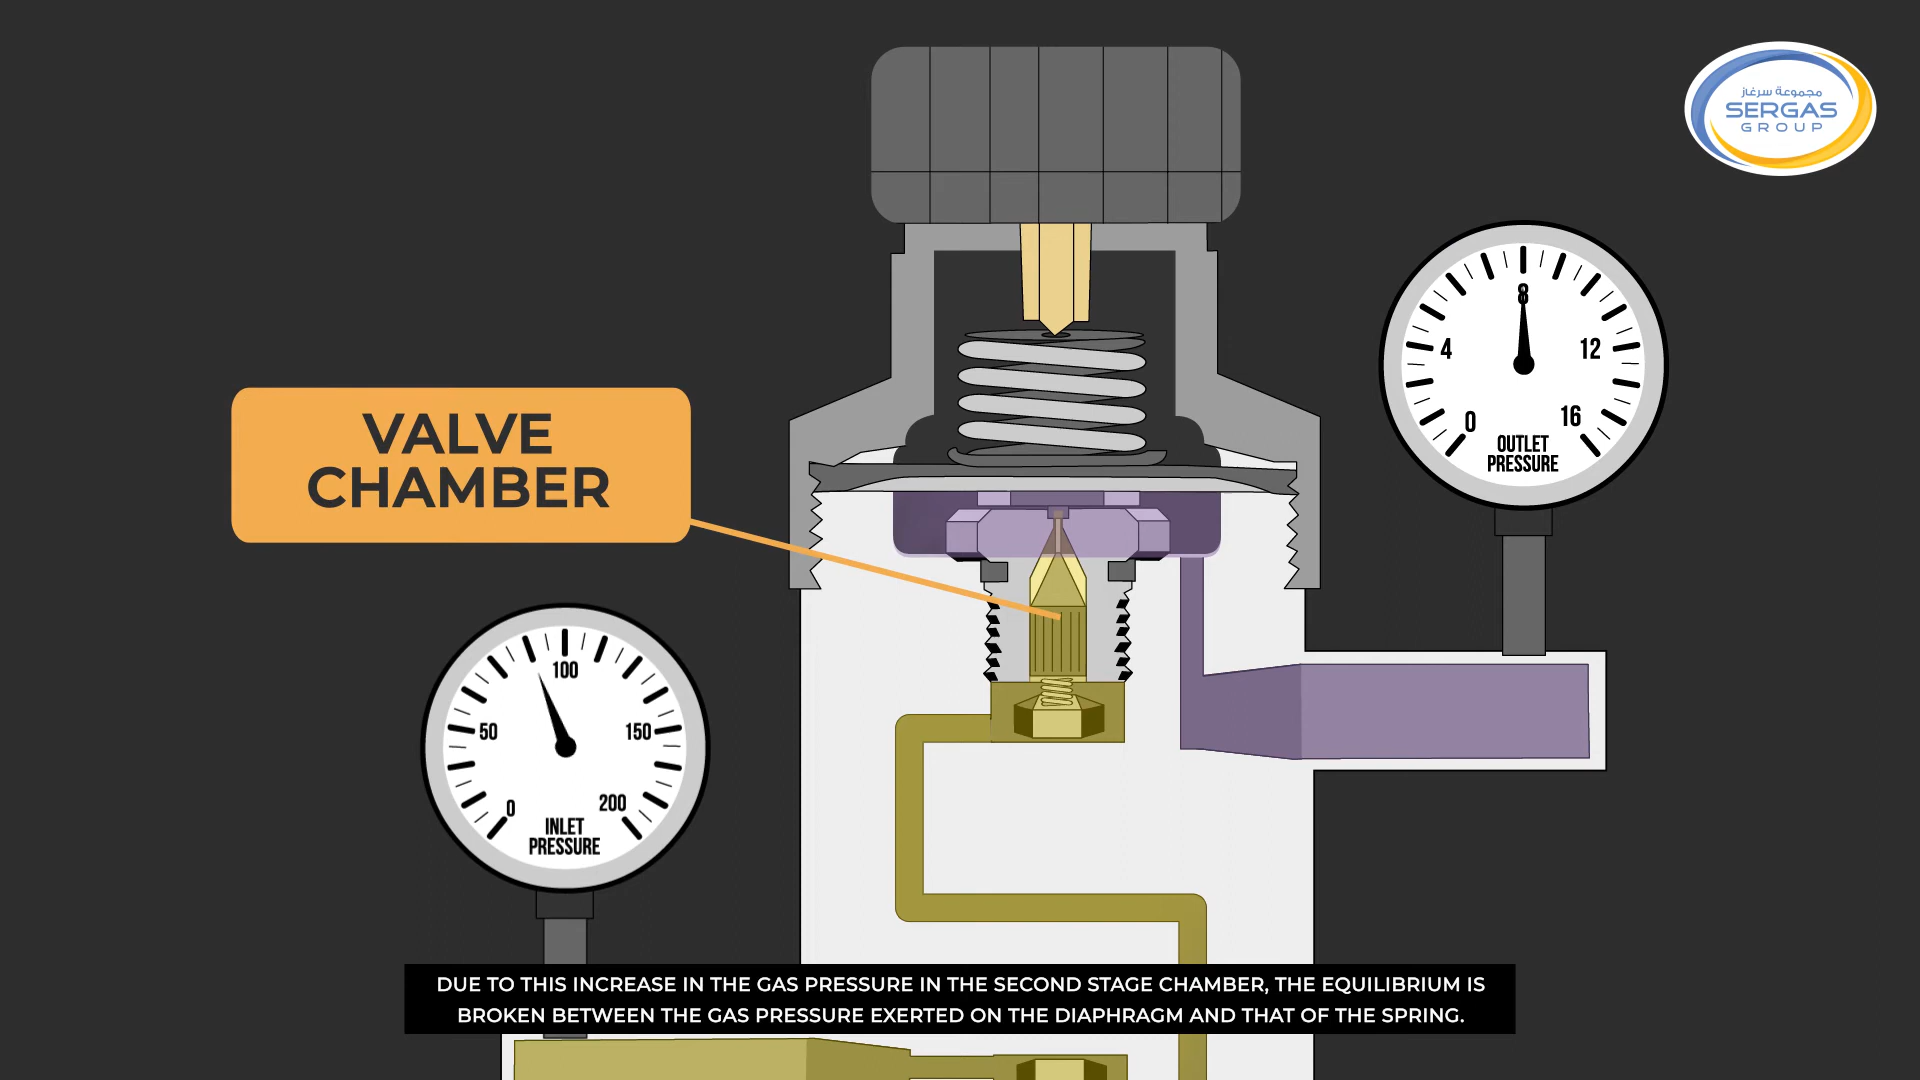 مجموعة سرغاز
SERGAS
GROUP
VALVE
CHAMBER
8
4
12
0
16
OUTLET
PRESSURE
100
50
150
0
200
INLET
PRESSURE
DUE TO THIS INCREASE IN THE GAS PRESSURE IN THE SECOND STAGE CHAMBER, THE EQUILIBRIUM IS
BROKEN BETWEEN THE GAS PRESSURE EXERTED ON THE DIAPHRAGM AND THAT OF THE SPRING.